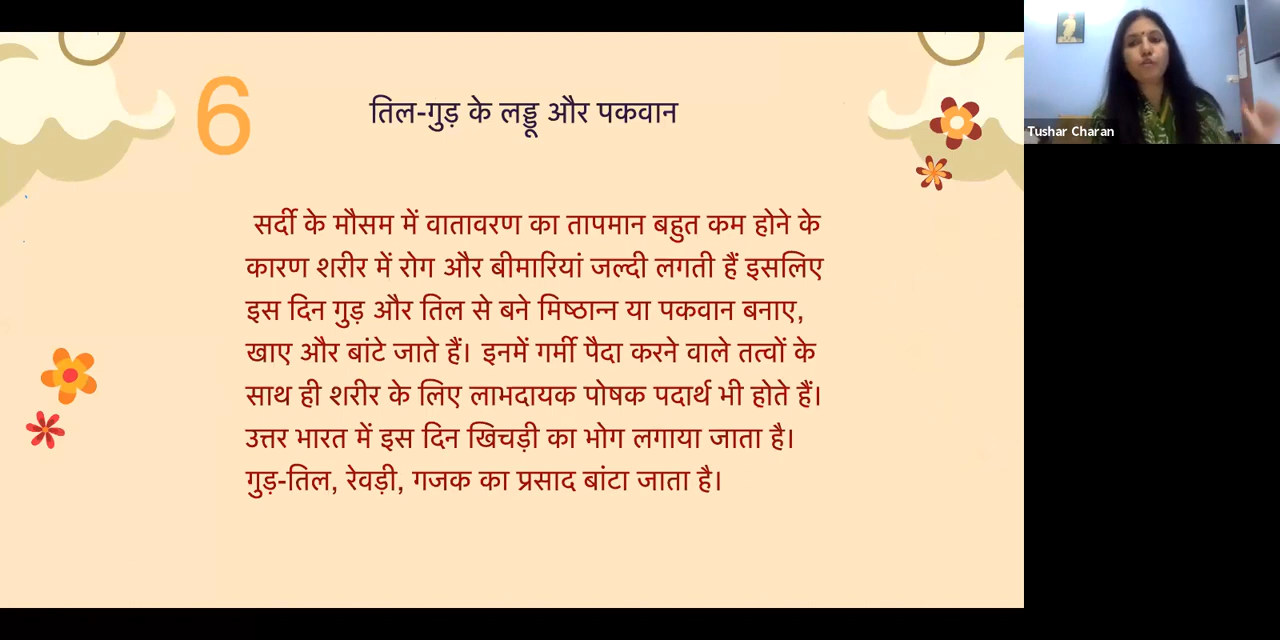 6
तिल-गुड़ के लड्डू और पकवान
सर्दी के मौसम में वातावरण का तापमान बहुत कम होने के
कारण शरीर में रोग और बीमारियां जल्दी लगती हैं इसलिए
इस दिन गुड़ और तिल से बने मिष्ठान्न या पकवान बनाए,
खाए और बांटे जाते हैं। इनमें गर्मी पैदा करने वाले तत्वों के
साथ ही शरीर के लिए लाभदायक पोषक पदार्थ भी होते हैं।
उत्तर भारत में इस दिन खिचड़ी का भोग लगाया जाता है।
गुड़-तिल, रेवड़ी, गजक का प्रसाद बांटा जाता है।
Tushar Charan